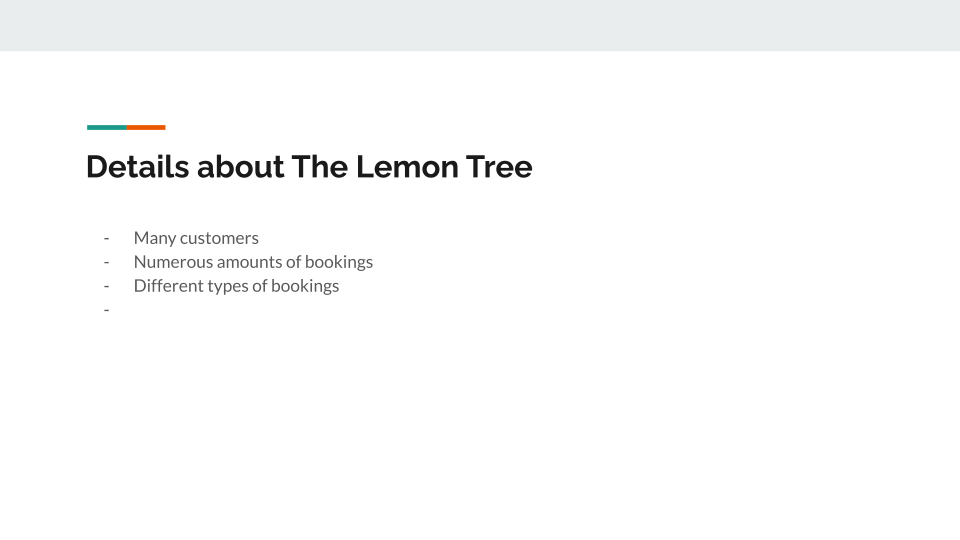 Details about The Lemon Tree
- Many customers
- Numerous amounts of bookings
- Different types of bookings
-